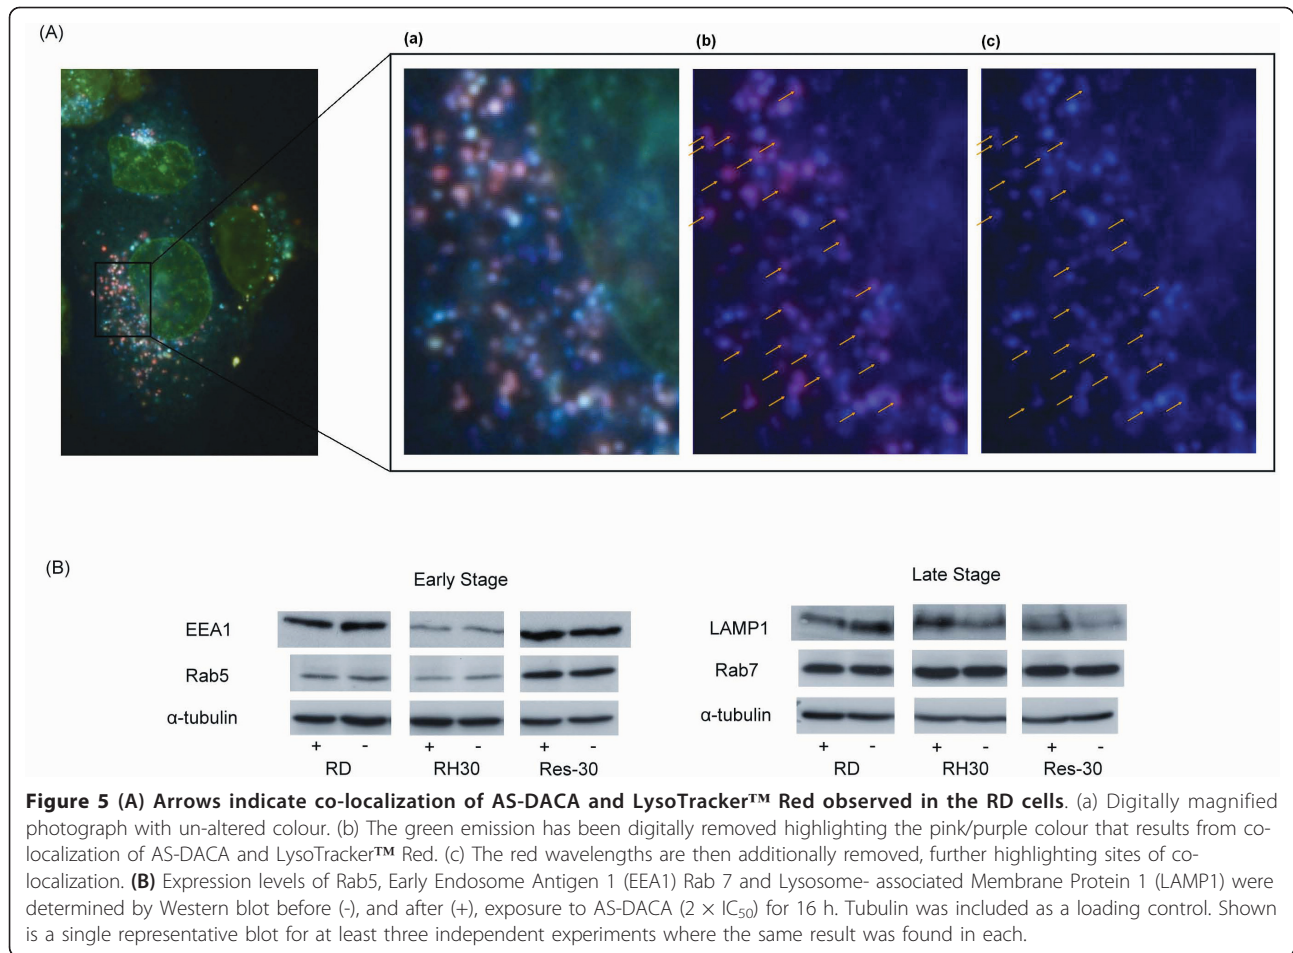 (A)
(a)
(b)
(c)
(B)
Early Stage
EEA1
Rab5
α-tubulin
+ - + - + -
RD RH30 Res-30
Late Stage
LAMP1
Rab7
α-tubulin
+ - + - + -
RD RH30 Res-30
Figure 5 (A) Arrows indicate co-localization of AS-DACA and LysoTracker™ Red observed in the RD cells. (a) Digitally magnified
photograph with un-altered colour. (b) The green emission has been digitally removed highlighting the pink/purple colour that results from co-
localization of AS-DACA and LysoTracker™ Red. (c) The red wavelengths are then additionally removed, further highlighting sites of co-
localization. (B) Expression levels of Rab5, Early Endosome Antigen 1 (EEA1) Rab 7 and Lysosome- associated Membrane Protein 1 (LAMP1) were
determined by Western blot before (-), and after (+), exposure to AS-DACA (2 × IC50) for 16 h. Tubulin was included as a loading control. Shown
is a single representative blot for at least three independent experiments where the same result was found in each.